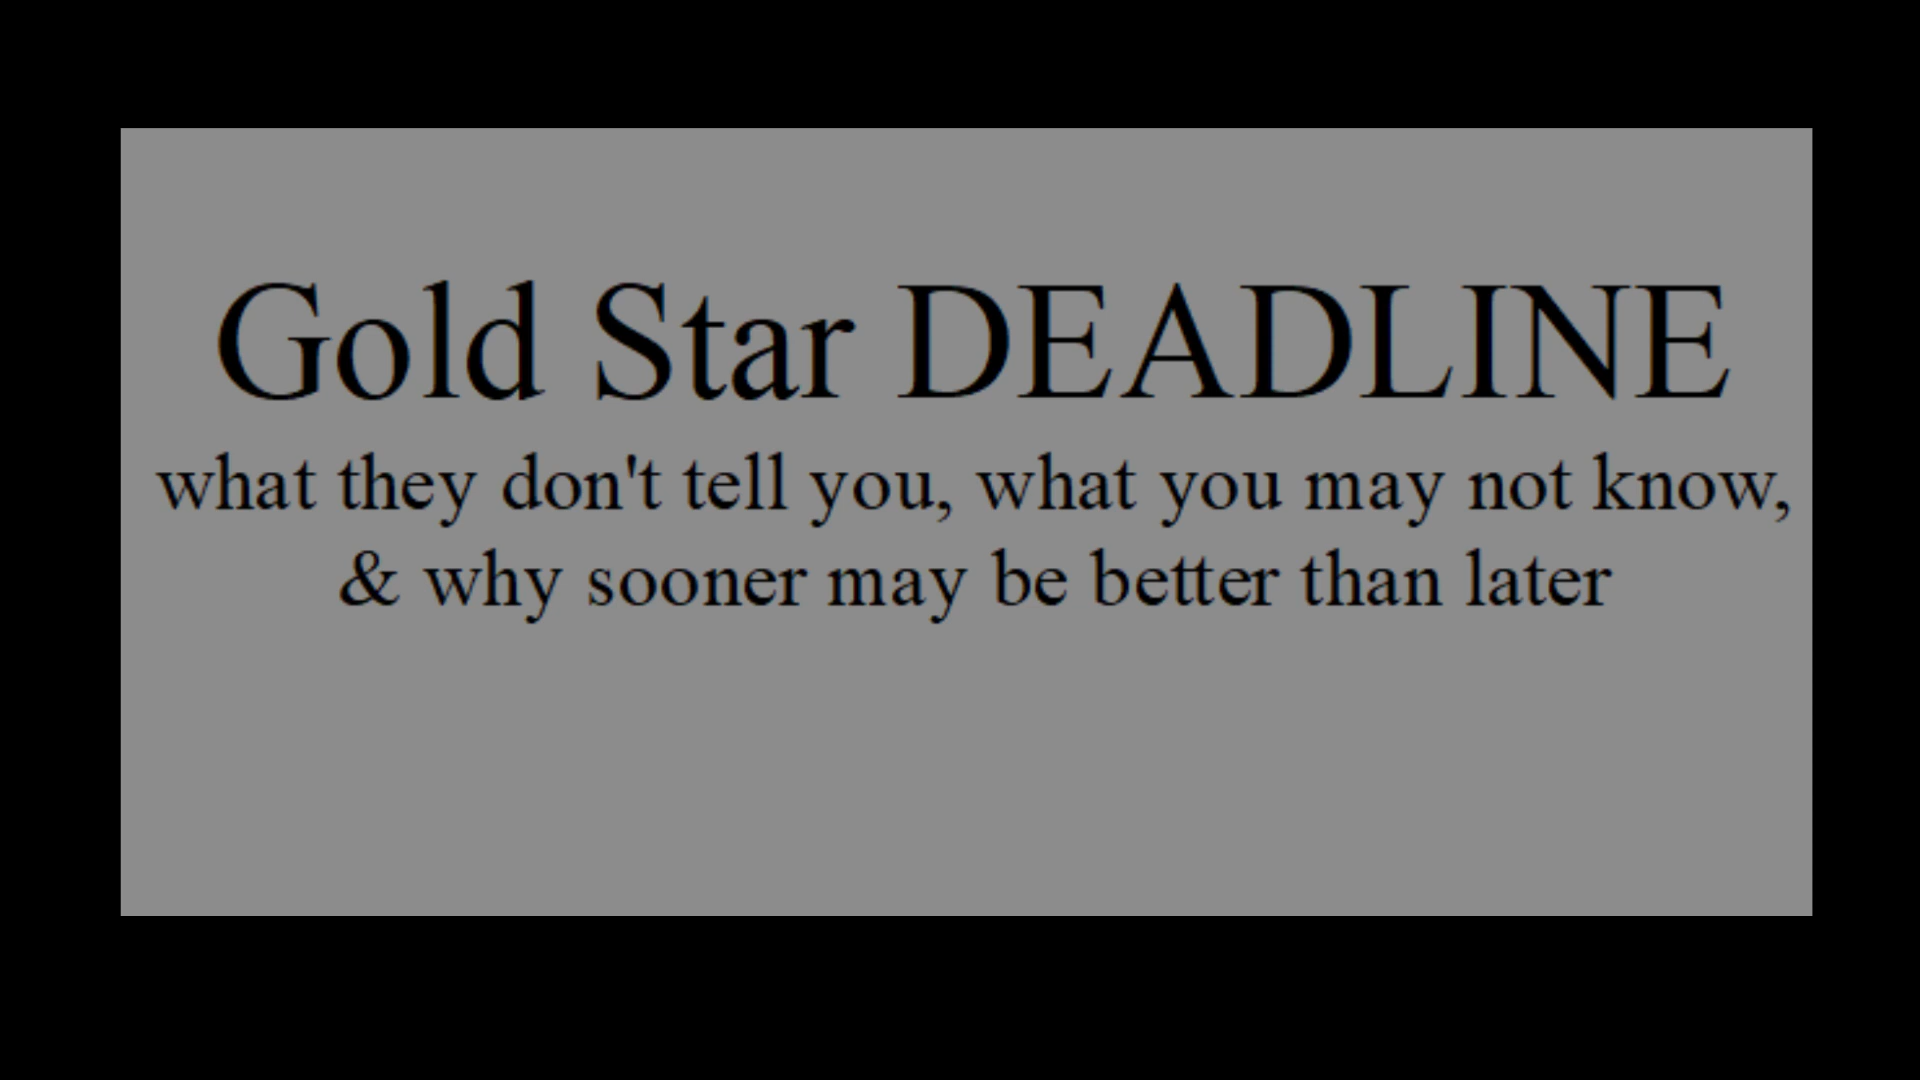 Gold Star DEADLINE
what they don't tell you, what you may not know,
& why sooner may be better than later